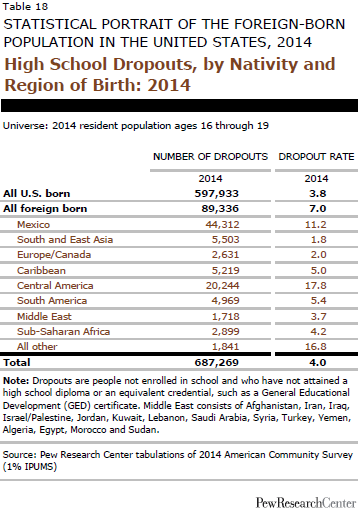 Table 18
STATISTICAL PORTRAIT OF THE FOREIGN-BORN
POPULATION IN THE UNITED STATES, 2014
High School Dropouts, by Nativity and
Region of Birth: 2014
Universe: 2014 resident population ages 16 through 19
NUMBER OF DROPOUTS DROPOUT RATE
2014 2014
All U.S. born 597,933 3.8
All foreign born 89,336 7.0
Mexico 44,312 11.2
South and East Asia 5,503 1.8
Europe/Canada 2,631 2.0
Caribbean 5,219 5.0
Central America 20,244 17.8
South America 4,969 5.4
Middle East 1,718 3.7
Sub-Saharan Africa 2,899 4.2
All other 1,841 16.8
Total 687,269 4.0
Note: Dropouts are people not enrolled in school and who have not attained a
high school diploma or an equivalent credential, such as a General Educational
Development (GED) certificate. Middle East consists of Afghanistan, Iran, Iraq,
Israel/Palestine, Jordan, Kuwait, Lebanon, Saudi Arabia, Syria, Turkey, Yemen,
Algeria, Egypt, Morocco and Sudan.
Source: Pew Research Center tabulations of 2014 American Community Survey
(1% IPUMS)
PewResearchCenter